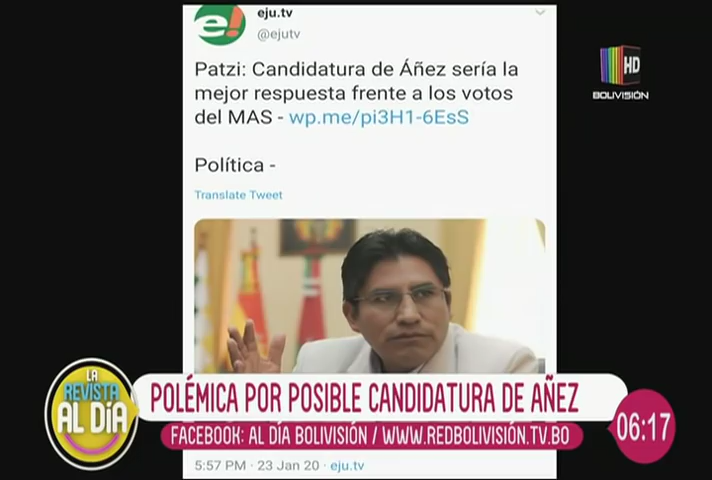 e!
eju.tv
@ejutv
Patzi: Candidatura de Áñez sería la
mejor respuesta frente a los votos
del MAS - wp.me/pi3H1-6EsS
Política -
Translate Tweet
HD
BOLIVISIÓN
LA
REVISTA
AL DÍA
POLÉMICA POR POSIBLE CANDIDATURA DE AÑEZ
FACEBOOK: AL DÍA BOLIVISIÓN / WWW.REDBOLIVISIÓN.TV.BO
06:17
5:57 PM · 23 Jan 20 · eju.tv